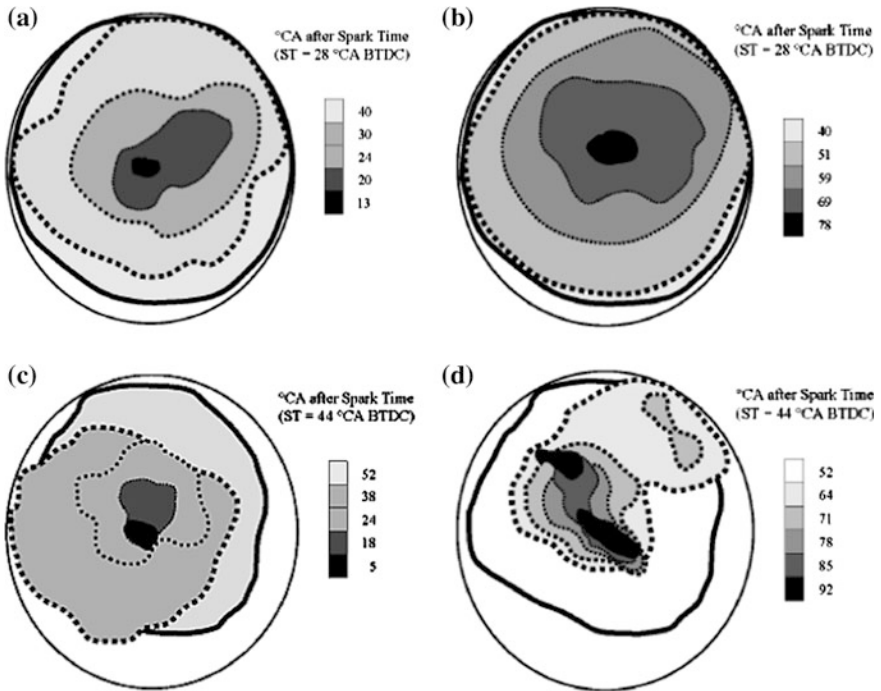 (a)
°CA after Spark Time
(ST = 28 °CA BTDC)
40
30
24
20
13
(b)
°CA after Spark Time
(ST = 28 °CA BTDC)
40
51
59
69
78
(c)
°CA after Spark Time
(ST = 44 °CA BTDC)
52
38
24
18
5
(d)
°CA after Spark Time
(ST = 44 °CA BTDC)
52
64
71
78
85
92